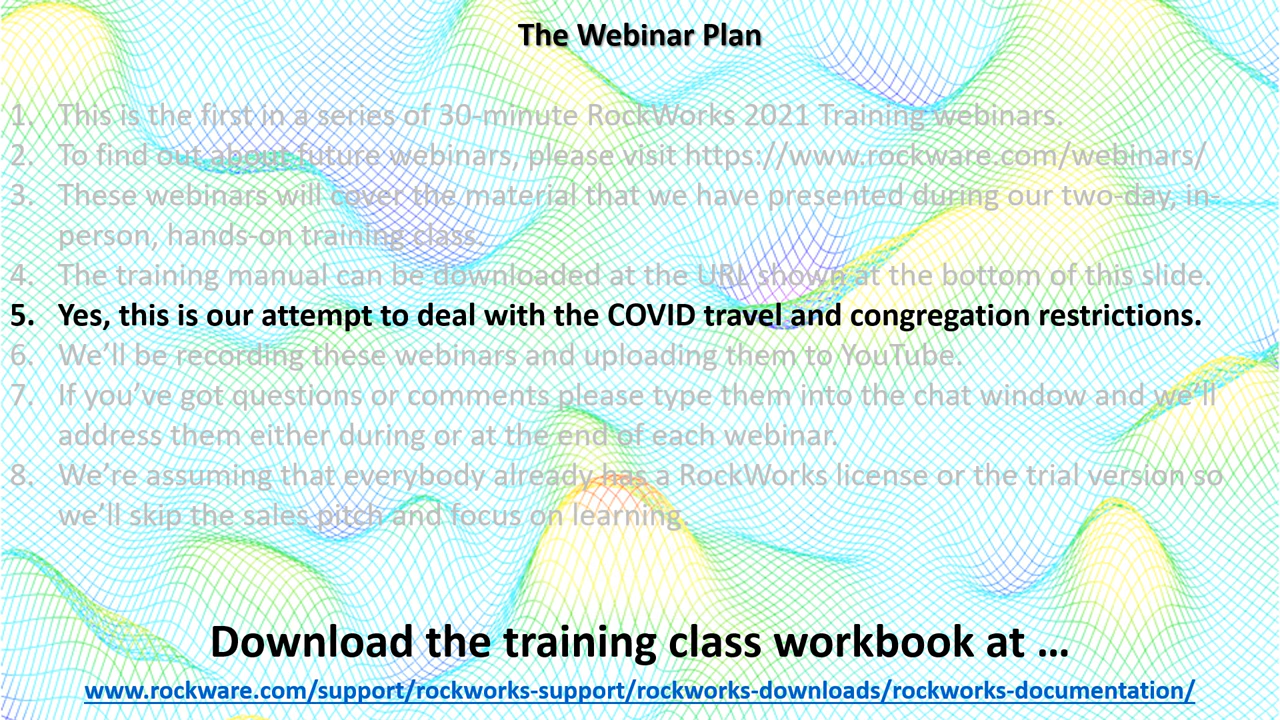 The Webinar Plan
1. This is the first in a series of 30-minute RockWorks 2021 Training webinars.
2. To find out about future webinars, please visit https://www.rockware.com/webinars/
3. These webinars will cover the material that we have presented during our two-day, in-
person, hands-on training class.
4. The training manual can be downloaded at the URL shown at the bottom of this slide.
5. Yes, this is our attempt to deal with the COVID travel and congregation restrictions.
6. We’ll be recording these webinars and uploading them to YouTube.
7. If you’ve got questions or comments please type them into the chat window and we’ll
address them either during or at the end of each webinar.
8. We’re assuming that everybody already has a RockWorks license or the trial version so
we’ll skip the sales pitch and focus on learning.
Download the training class workbook at …
www.rockware.com/support/rockworks-support/rockworks-downloads/rockworks-documentation/